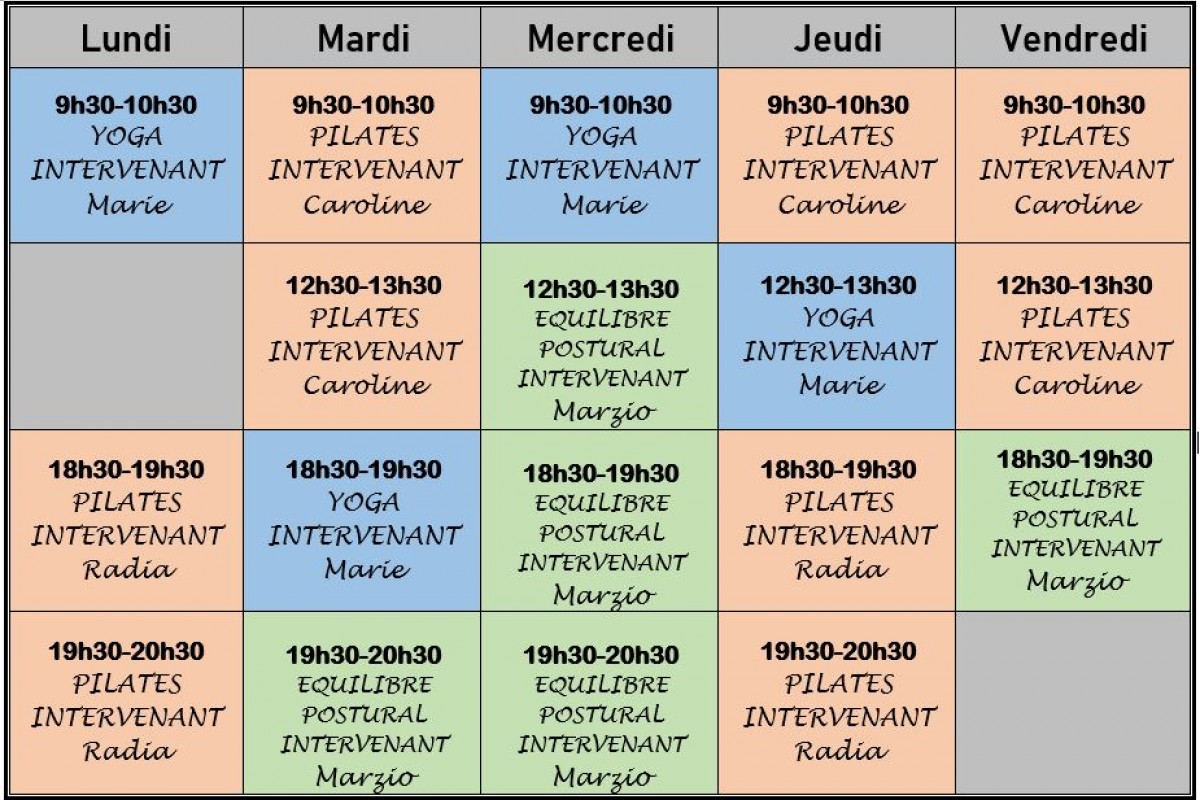 Lundi
Mardi
Mercredi
Jeudi
Vendredi
9h30-10h30
YOGA
INTERVENANT
Marie
9h30-10h30
PILATES
INTERVENANT
Caroline
9h30-10h30
YOGA
INTERVENANT
Marie
9h30-10h30
PILATES
INTERVENANT
Caroline
9h30-10h30
PILATES
INTERVENANT
Caroline
12h30-13h30
PILATES
INTERVENANT
Caroline
12h30-13h30
EQUILIBRE
POSTURAL
INTERVENANT
Marzio
12h30-13h30
YOGA
INTERVENANT
Marie
12h30-13h30
PILATES
INTERVENANT
Caroline
18h30-19h30
PILATES
INTERVENANT
Radia
18h30-19h30
YOGA
INTERVENANT
Marie
18h30-19h30
EQUILIBRE
POSTURAL
INTERVENANT
Marzio
18h30-19h30
PILATES
INTERVENANT
Radia
18h30-19h30
EQUILIBRE
POSTURAL
INTERVENANT
Marzio
19h30-20h30
PILATES
INTERVENANT
Radia
19h30-20h30
EQUILIBRE
POSTURAL
INTERVENANT
Marzio
19h30-20h30
EQUILIBRE
POSTURAL
INTERVENANT
Marzio
19h30-20h30
PILATES
INTERVENANT
Radia